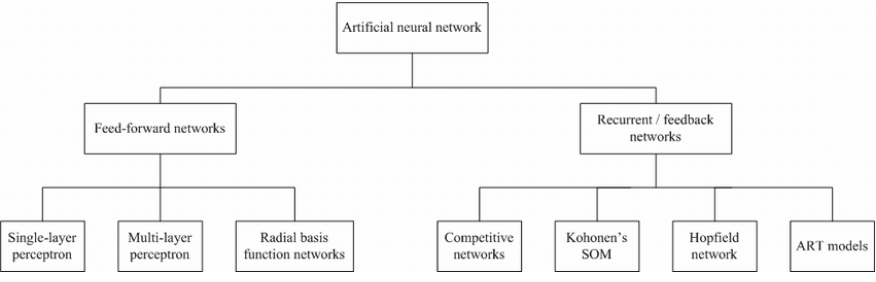 Artificial neural network
Feed-forward networks
Recurrent / feedback
networks
Single-layer
perceptron
Multi-layer
perceptron
Radial basis
function networks
Competitive
networks
Kohonen's
SOM
Hopfield
network
ART models